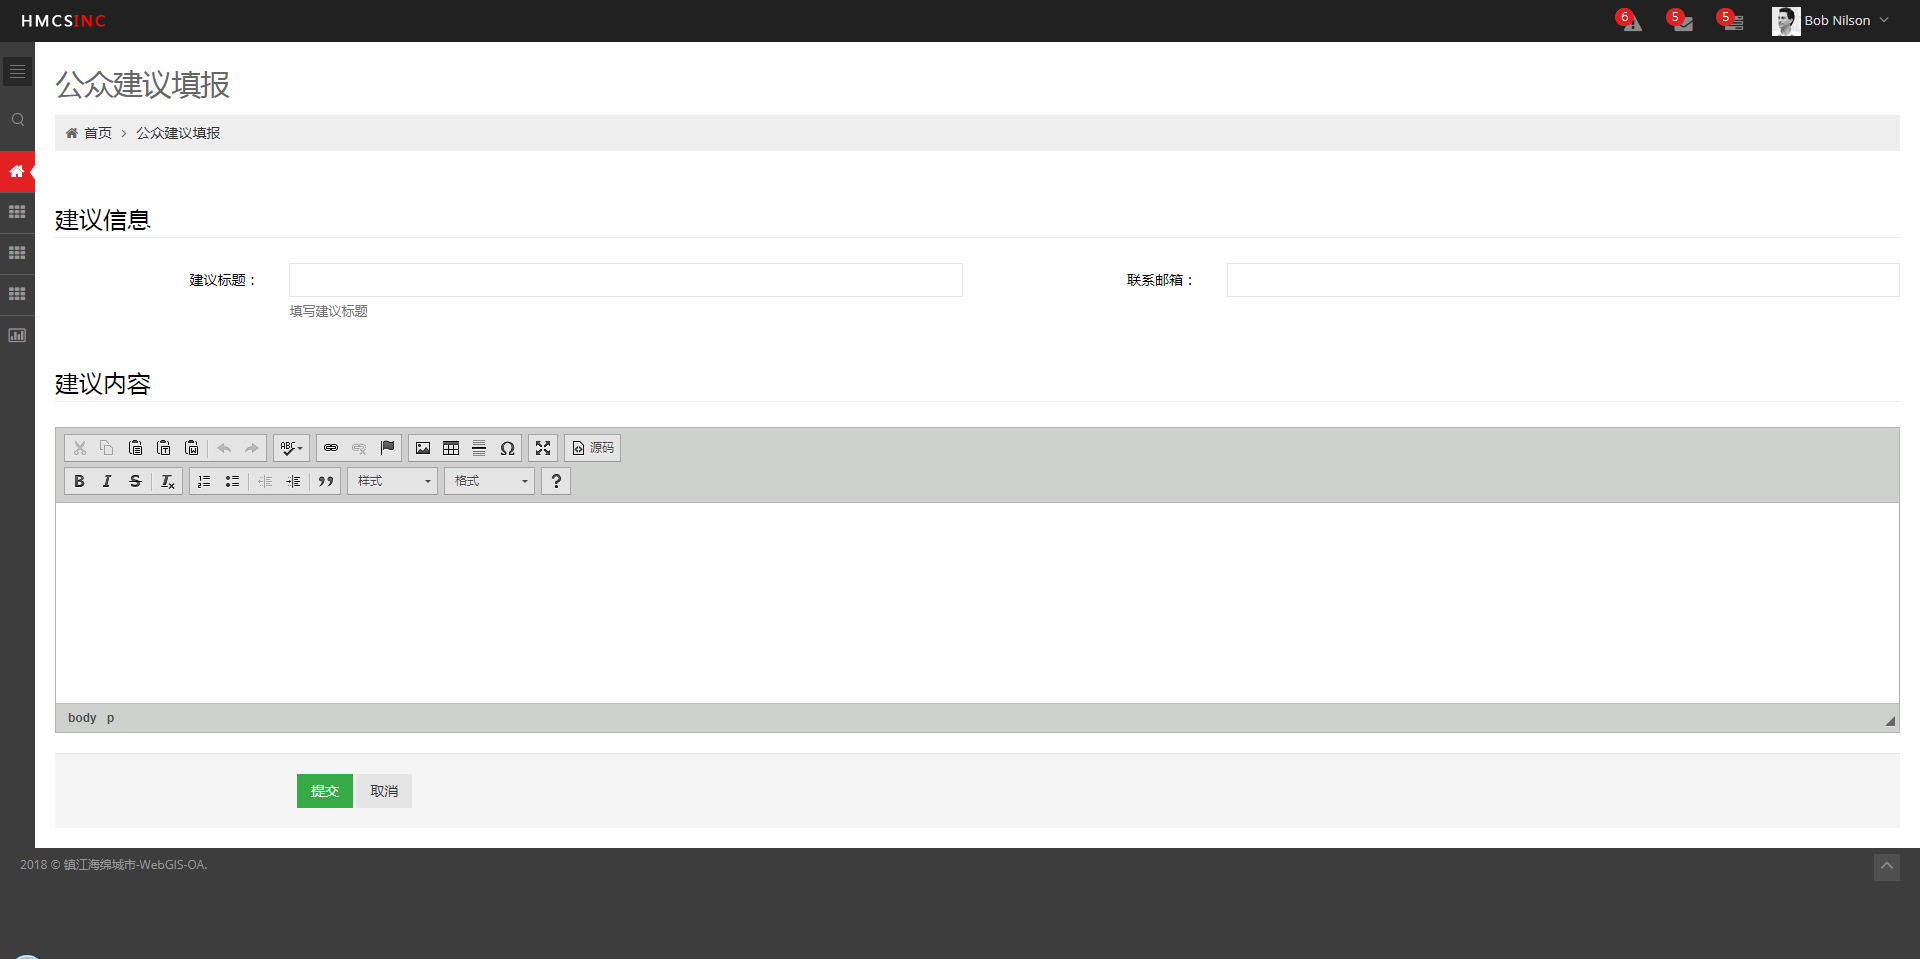 HMCSINC
6 5 5 Bob Nilson
公众建议填报
首页 > 公众建议填报
建议信息
建议标题： 联系邮箱：
填写建议标题
建议内容
ABC Ω 源码
B I S Tx 样式 格式 ?
body p
提交 取消
2018 © 镇江海绵城市-WebGIS-OA.